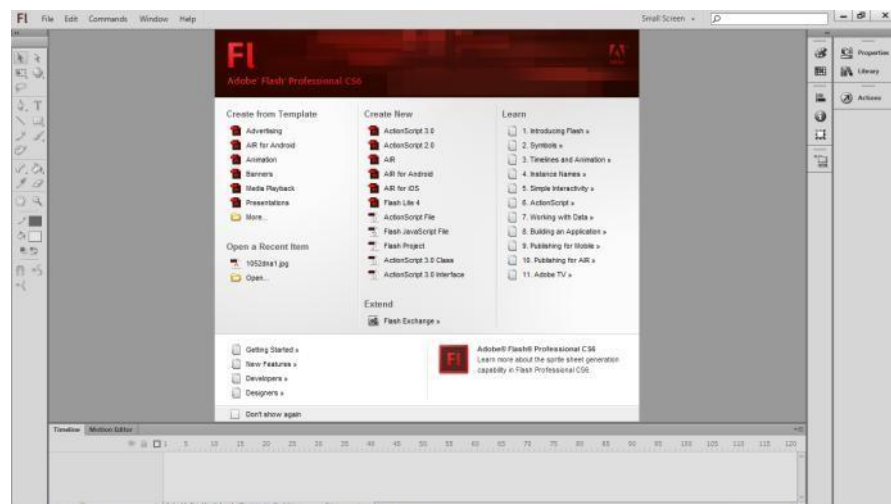 Fl File Edit Commands Window Help Small Screen
Fl
Adobe® Flash® Professional CS6
Create from Template
Advertising
AIR for Android
Animation
Banners
Media Playback
Presentations
More...
Open a Recent Item
1052dna1.jpg
Open...
Create New
ActionScript 3.0
ActionScript 2.0
AIR
AIR for Android
AIR for iOS
Flash Lite 4
ActionScript File
Flash JavaScript File
Flash Project
ActionScript 3.0 Class
ActionScript 3.0 Interface
Extend
Flash Exchange »
Learn
1. Introducing Flash »
2. Symbols »
3. Timelines and Animation »
4. Instance Names »
5. Simple Interactivity »
6. ActionScript »
7. Working with Data »
8. Building an Application »
9. Publishing for Mobile »
10. Publishing for AIR »
11. Adobe TV »
Getting Started »
New Features »
Developers »
Designers »
Fl
Adobe® Flash® Professional CS6
Learn more about the sprite sheet generation
capability in Flash Professional CS6.
Don't show again
Properties
Library
Actions
Timeline Motion Editor
1 5 10 15 20 25 30 35 40 45 50 55 60 65 70 75 80 85 90 95 100 105 110 115 120